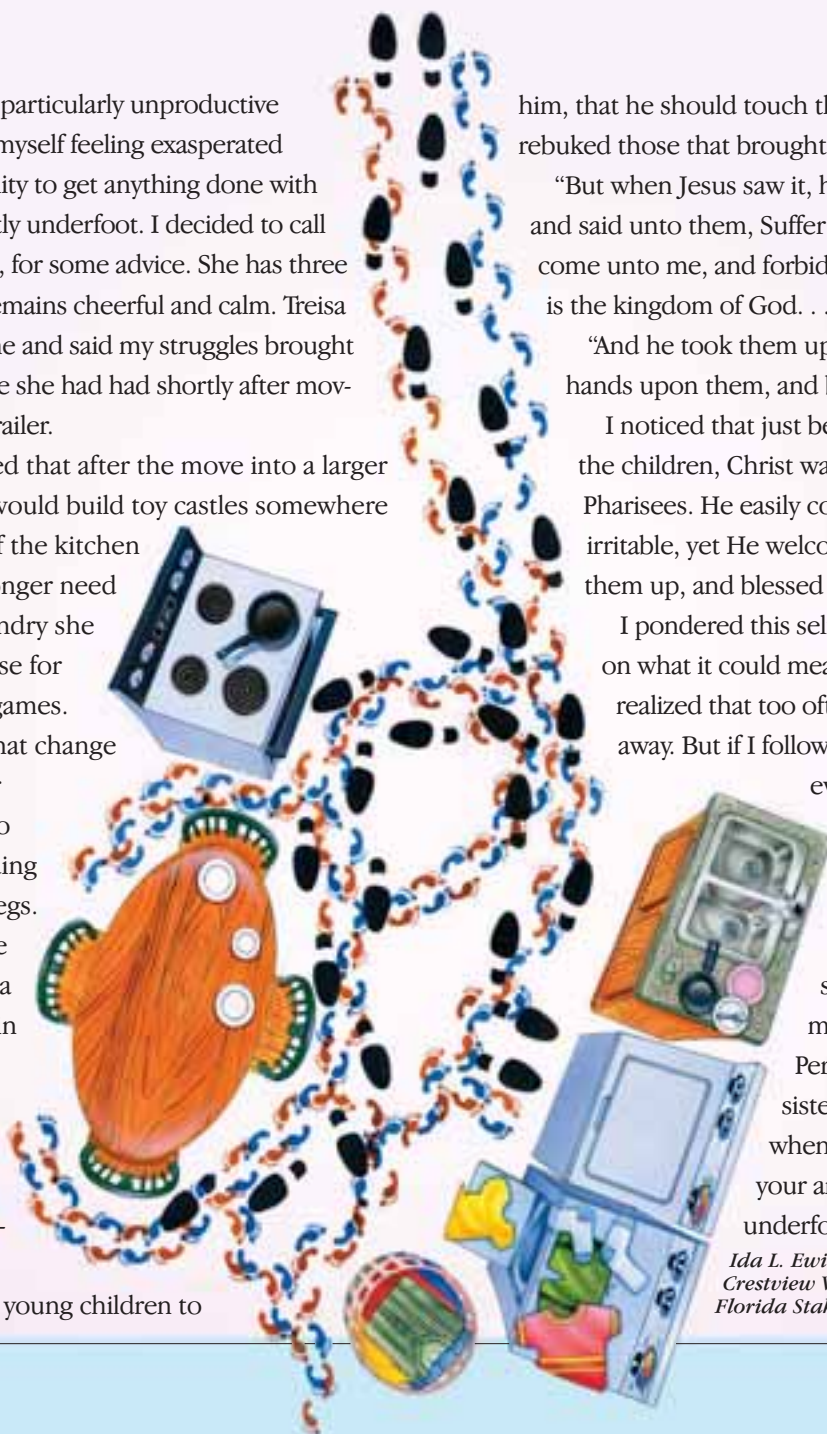 particularly unproductive
myself feeling exasperated
lity to get anything done with
tly underfoot. I decided to call
, for some advice. She has three
emains cheerful and calm. Treisa
ne and said my struggles brought
e she had had shortly after mov-
railer.
ed that after the move into a larger
would build toy castles somewhere
f the kitchen
onger need
ndry she
se for
games.
hat change
o
ing
egs.
e
a
in
-
young children to
him, that he should touch th
rebuked those that brought
“But when Jesus saw it, h
and said unto them, Suffer
come unto me, and forbid
is the kingdom of God. . .
“And he took them up
hands upon them, and b
I noticed that just be
the children, Christ wa
Pharisees. He easily co
irritable, yet He welco
them up, and blessed
I pondered this sel
on what it could mea
realized that too oft
away. But if I follow
ev
s
m
Per
siste
when
your ar
underfo
Ida L. Ewi
Crestview W
Florida Stak